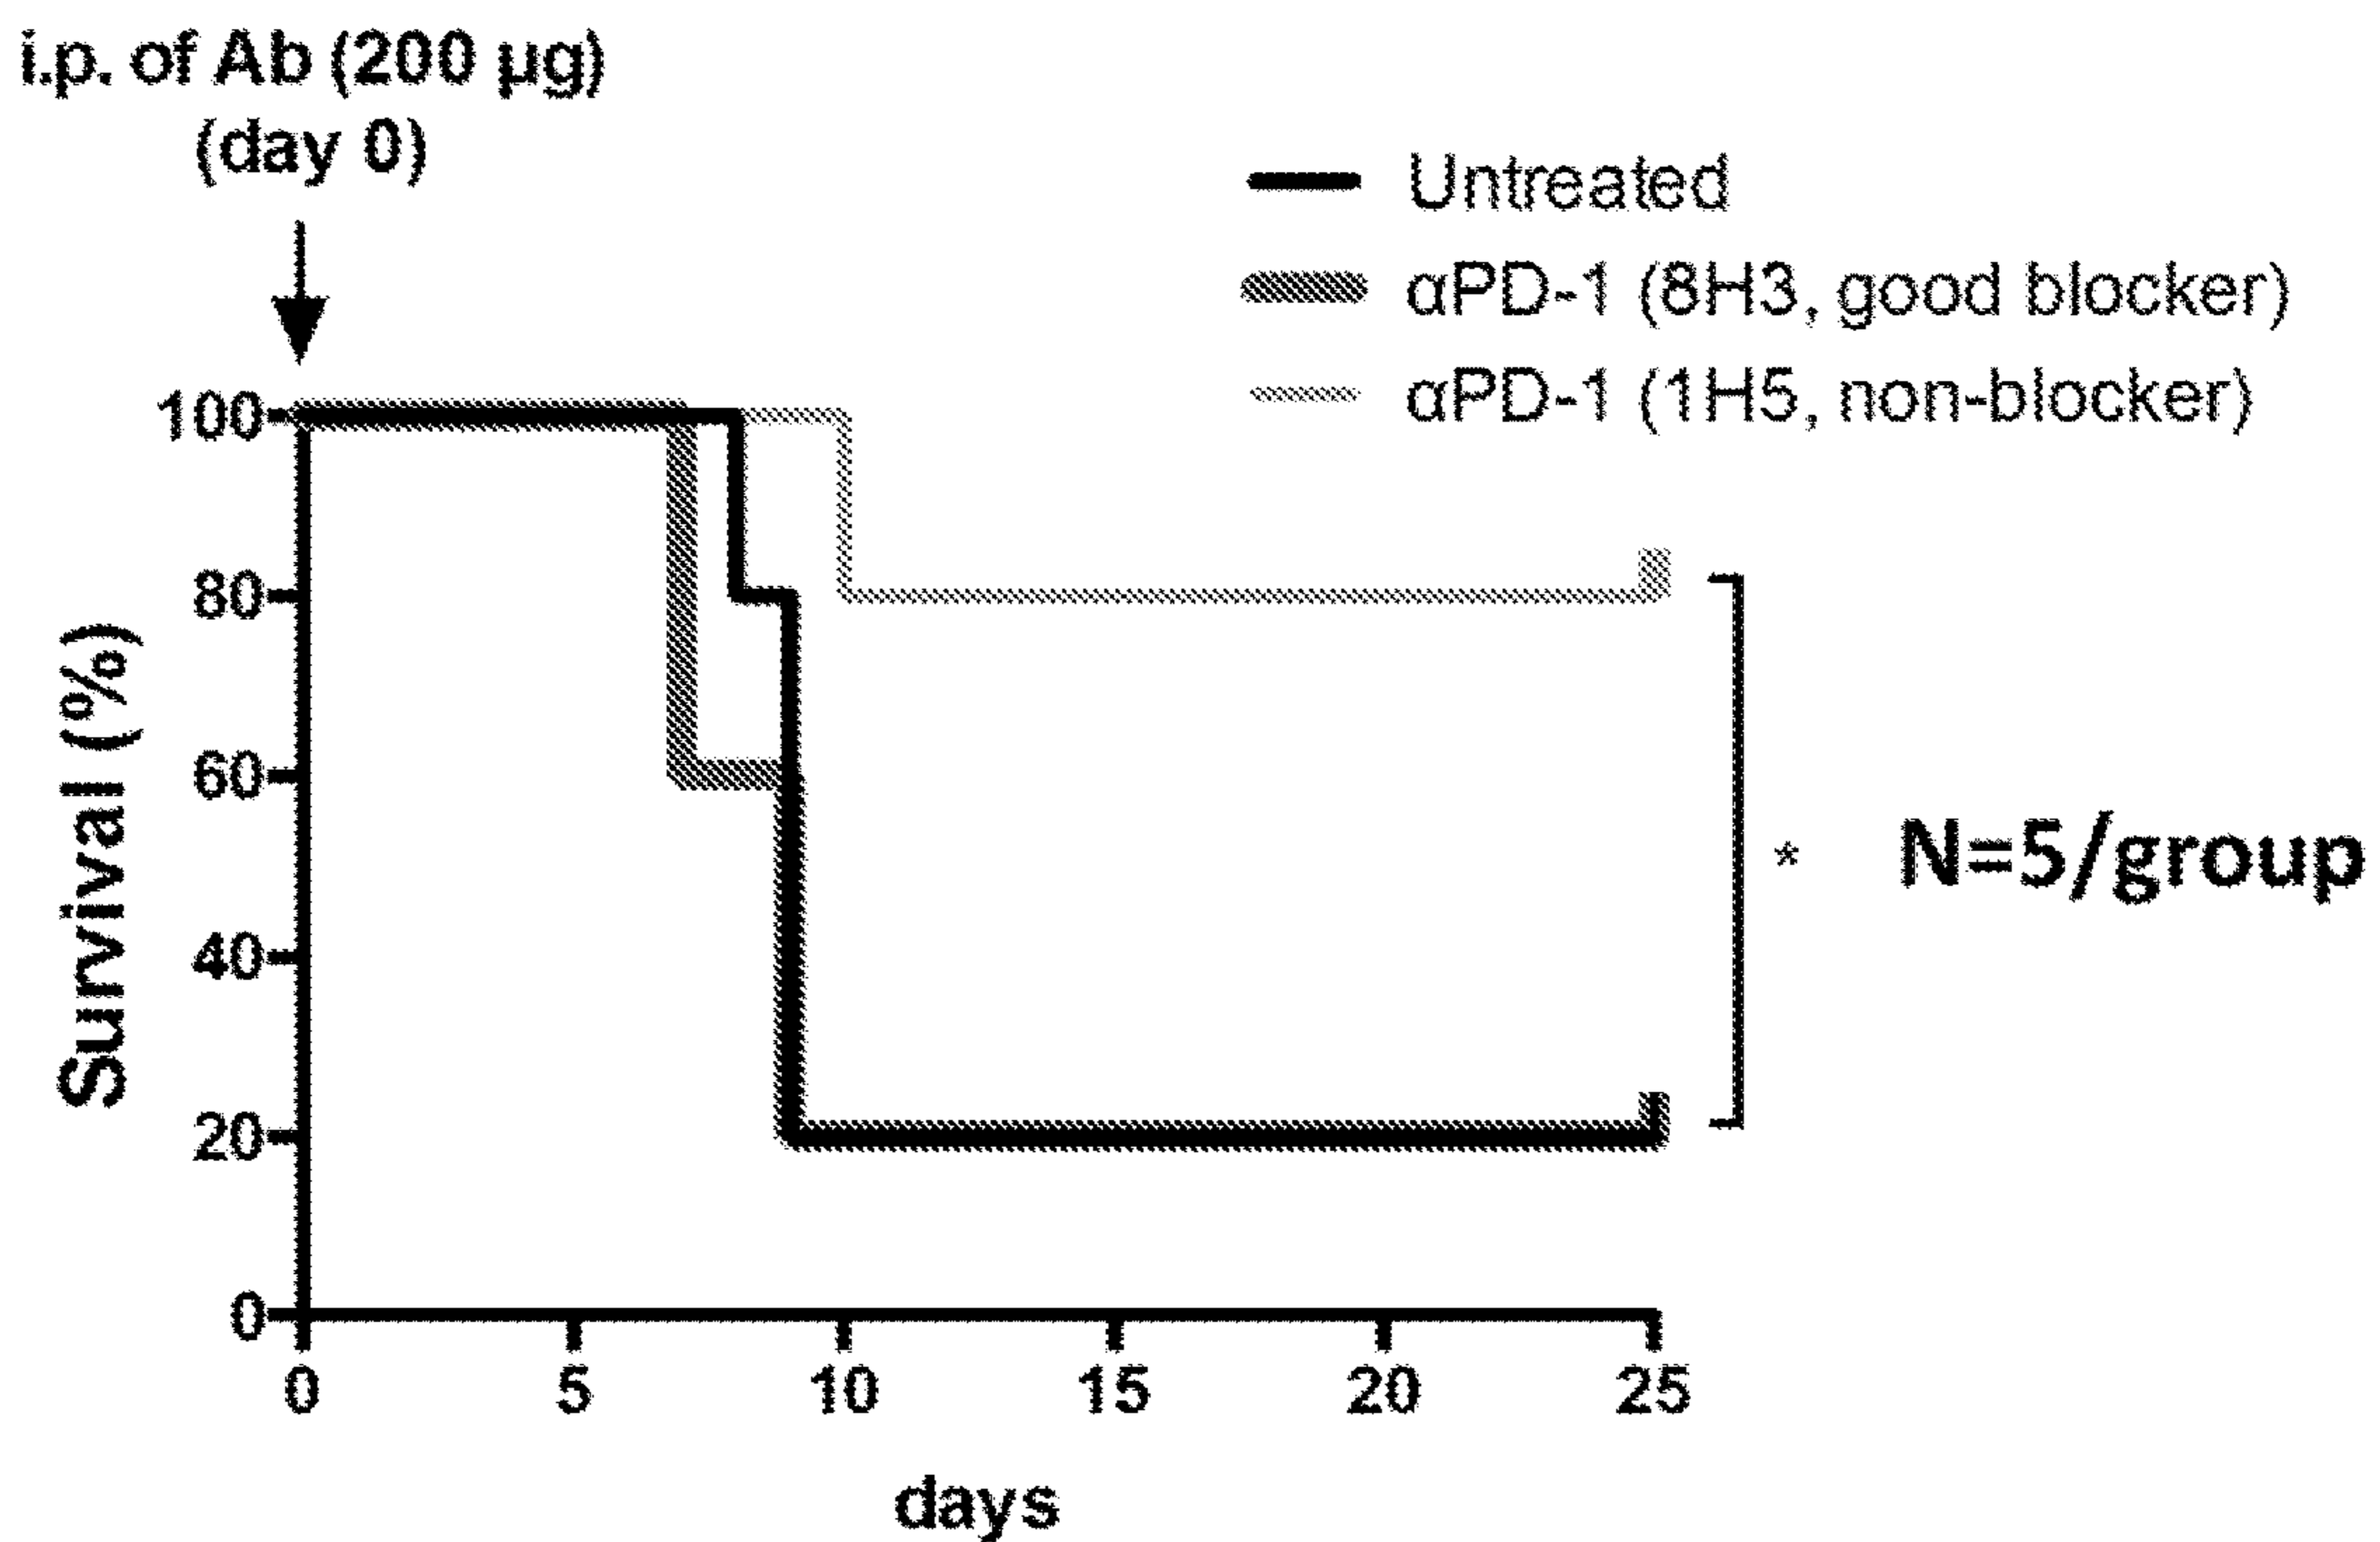 i.p. of Ab (200 µg)
(day 0)
Untreated
αPD-1 (8H3, good blocker)
αPD-1 (1H5, non-blocker)
100
80
60
40
20
0
Survival (%)
* N=5/group
0 5 10 15 20 25
days